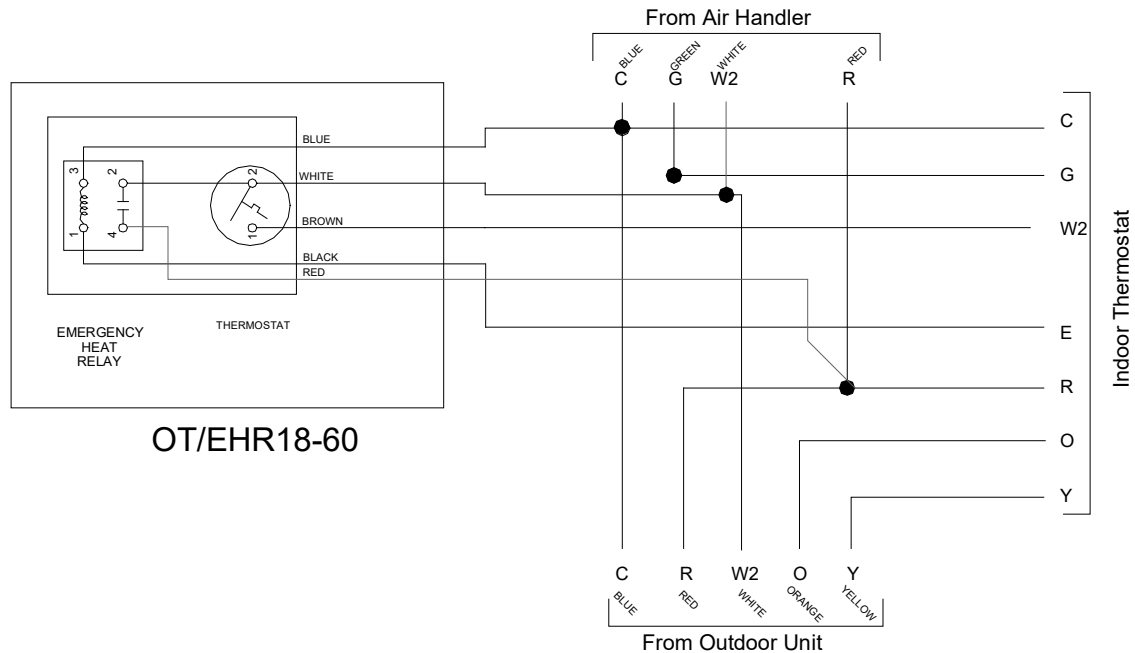 From Air Handler
BLUE GREEN WHITE RED
C G W2 R
BLUE
WHITE
BROWN
BLACK
RED
3 2
1 4
2
1
EMERGENCY
HEAT
RELAY
THERMOSTAT
OT/EHR18-60
C
G
W2
E
R
O
Y
Indoor Thermostat
C R W2 O Y
BLUE RED WHITE ORANGE YELLOW
From Outdoor Unit